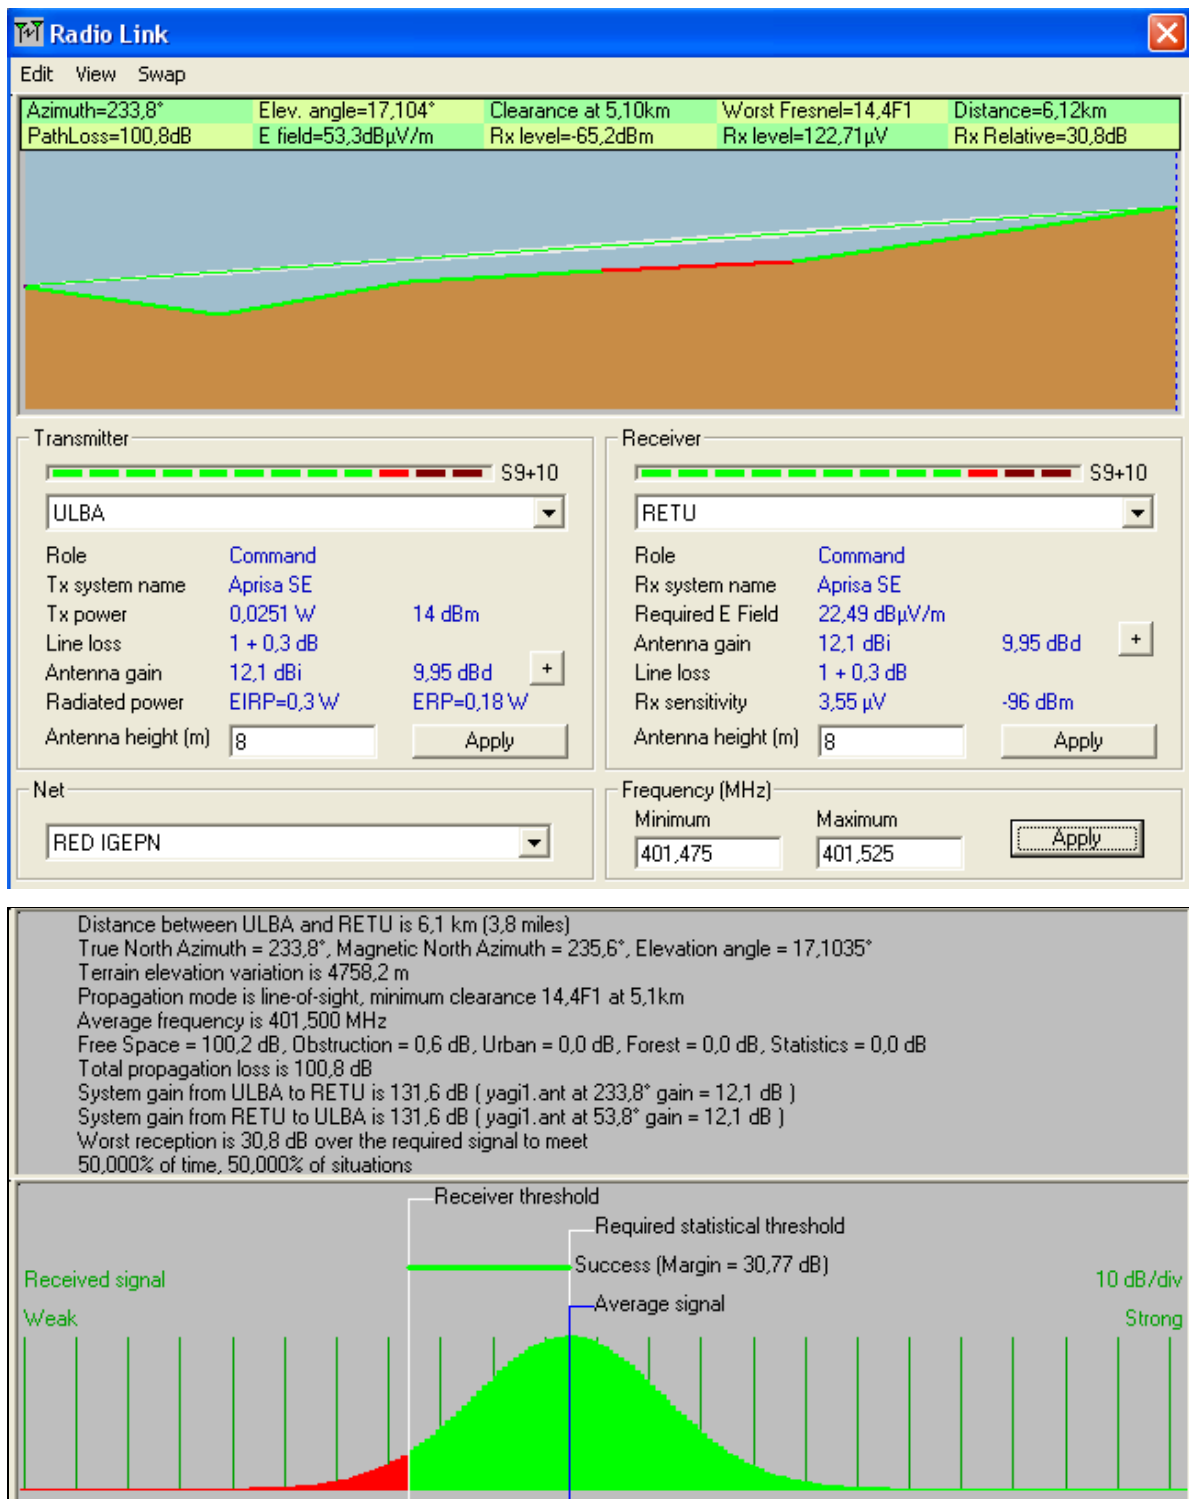 Radio Link
Edit View Swap
Azimuth=233,8° Elev. angle=17,104° Clearance at 5,10km Worst Fresnel=14,4F1 Distance=6,12km
PathLoss=100,8dB E field=53,3dBµV/m Rx level=-65,2dBm Rx level=122,71µV Rx Relative=30,8dB
Transmitter
S9+10
ULBA
Role Command
Tx system name Aprisa SE
Tx power 0,0251 W 14 dBm
Line loss 1 + 0,3 dB
Antenna gain 12,1 dBi 9,95 dBd +
Radiated power EIRP=0,3 W ERP=0,18 W
Antenna height (m) 8 Apply
Receiver
S9+10
RETU
Role Command
Rx system name Aprisa SE
Required E Field 22,49 dBµV/m
Antenna gain 12,1 dBi 9,95 dBd +
Line loss 1 + 0,3 dB
Rx sensitivity 3,55 µV -96 dBm
Antenna height (m) 8 Apply
Net
RED IGEPN
Frequency (MHz)
Minimum Maximum
401,475 401,525 Apply
Distance between ULBA and RETU is 6,1 km (3,8 miles)
True North Azimuth = 233,8°, Magnetic North Azimuth = 235,6°, Elevation angle = 17,1035°
Terrain elevation variation is 4758,2 m
Propagation mode is line-of-sight, minimum clearance 14,4F1 at 5,1km
Average frequency is 401,500 MHz
Free Space = 100,2 dB, Obstruction = 0,6 dB, Urban = 0,0 dB, Forest = 0,0 dB, Statistics = 0,0 dB
Total propagation loss is 100,8 dB
System gain from ULBA to RETU is 131,6 dB ( yagi1.ant at 233,8° gain = 12,1 dB )
System gain from RETU to ULBA is 131,6 dB ( yagi1.ant at 53,8° gain = 12,1 dB )
Worst reception is 30,8 dB over the required signal to meet
50,000% of time, 50,000% of situations
Receiver threshold
Required statistical threshold
Success (Margin = 30,77 dB)
Received signal 10 dB/div
Average signal
Weak Strong